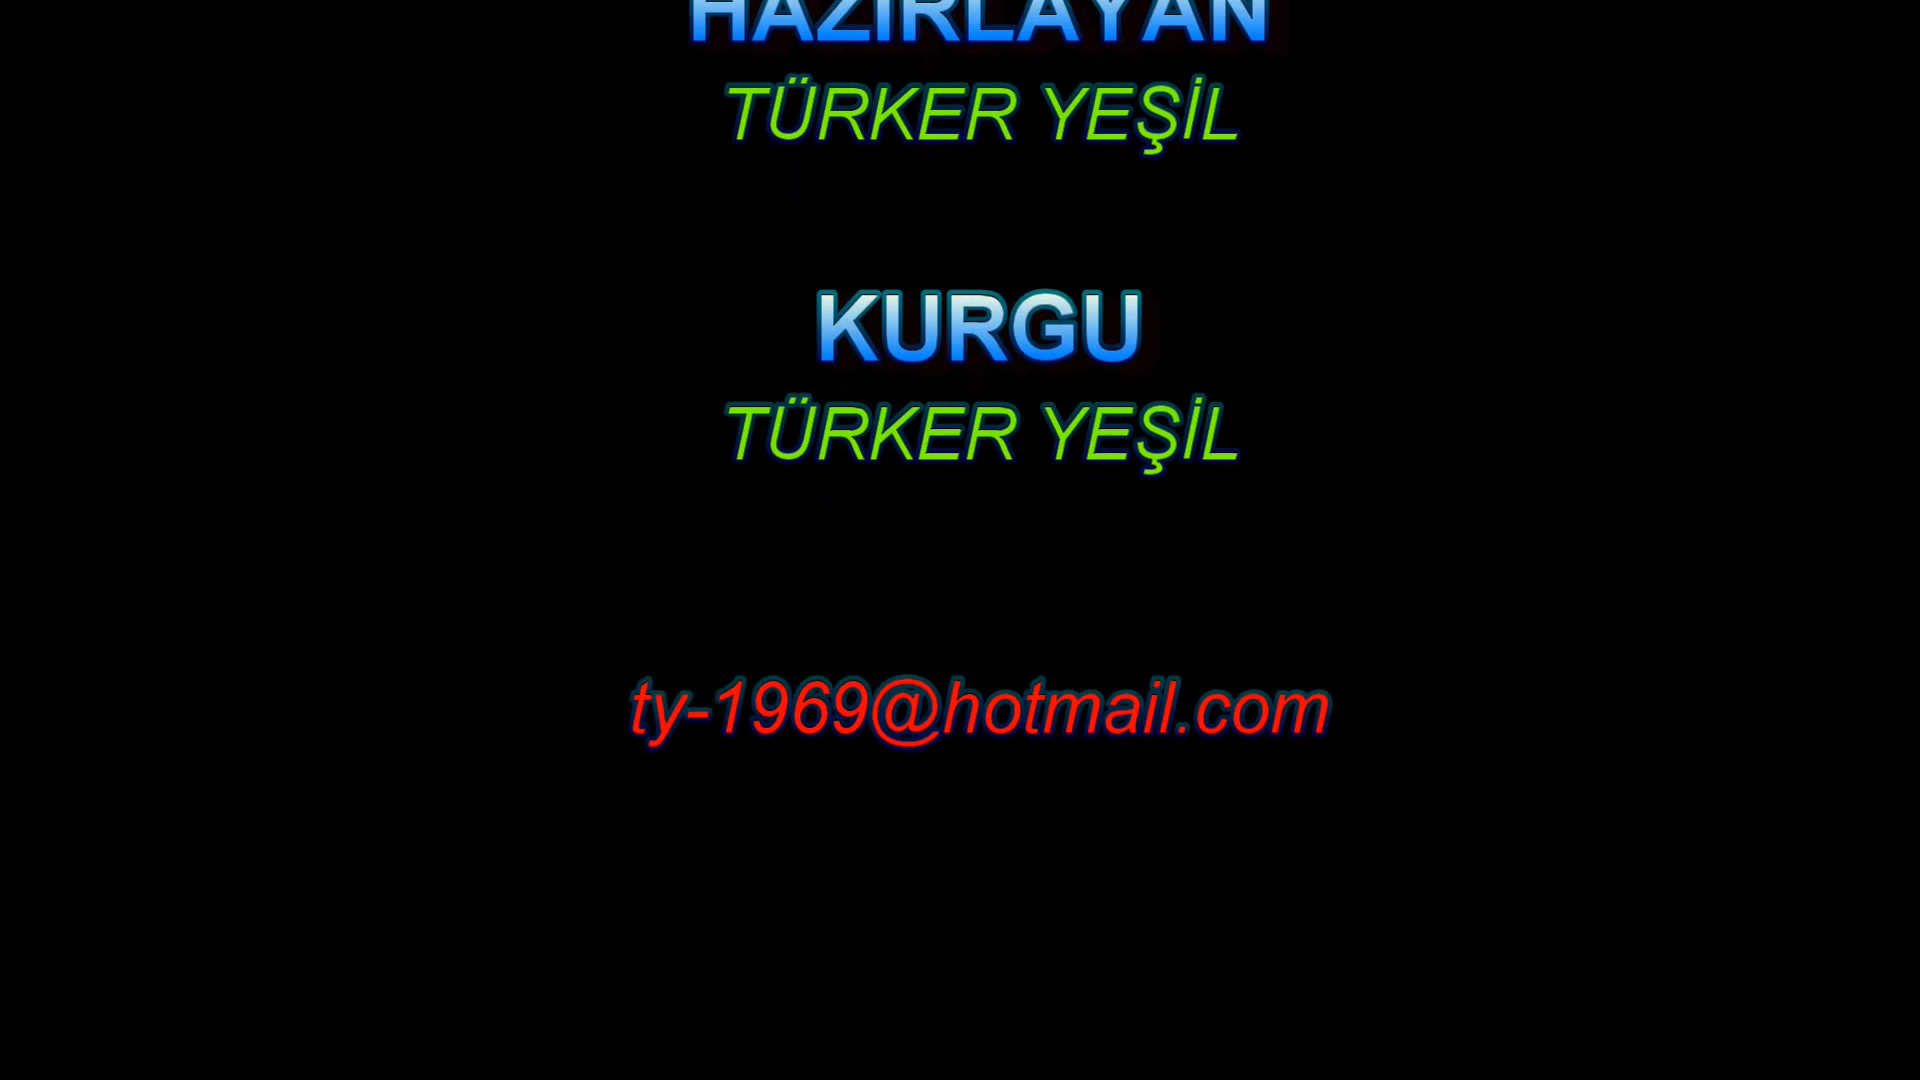 HAZIRLAYAN
TÜRKER YEŞİL
KURGU
TÜRKER YEŞİL
ty-1969@hotmail.com